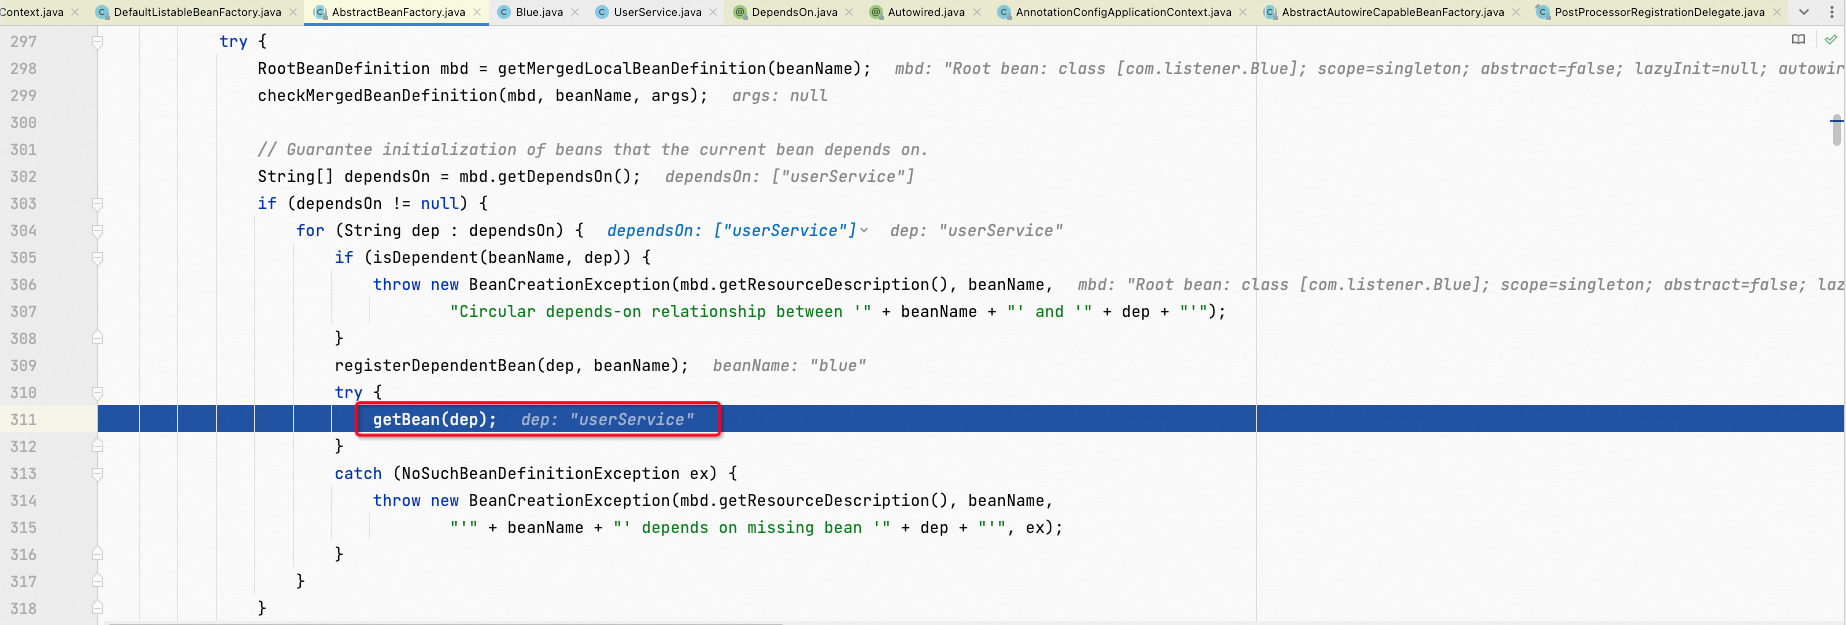 Context.java DefaultListableBeanFactory.java AbstractBeanFactory.java Blue.java UserService.java DependsOn.java Autowired.java AnnotationConfigApplicationContext.java AbstractAutowireCapableBeanFactory.java PostProcessorRegistrationDelegate.java
297 try {
298 RootBeanDefinition mbd = getMergedLocalBeanDefinition(beanName); mbd: "Root bean: class [com.listener.Blue]; scope=singleton; abstract=false; lazyInit=null; autowir
299 checkMergedBeanDefinition(mbd, beanName, args); args: null
300
301 // Guarantee initialization of beans that the current bean depends on.
302 String[] dependsOn = mbd.getDependsOn(); dependsOn: ["userService"]
303 if (dependsOn != null) {
304 for (String dep : dependsOn) { dependsOn: ["userService"] dep: "userService"
305 if (isDependent(beanName, dep)) {
306 throw new BeanCreationException(mbd.getResourceDescription(), beanName, mbd: "Root bean: class [com.listener.Blue]; scope=singleton; abstract=false; laz
307 "Circular depends-on relationship between '" + beanName + "' and '" + dep + "'");
308 }
309 registerDependentBean(dep, beanName); beanName: "blue"
310 try {
311 getBean(dep); dep: "userService"
312 }
313 catch (NoSuchBeanDefinitionException ex) {
314 throw new BeanCreationException(mbd.getResourceDescription(), beanName,
315 "'" + beanName + "' depends on missing bean '" + dep + "'", ex);
316 }
317 }
318 }